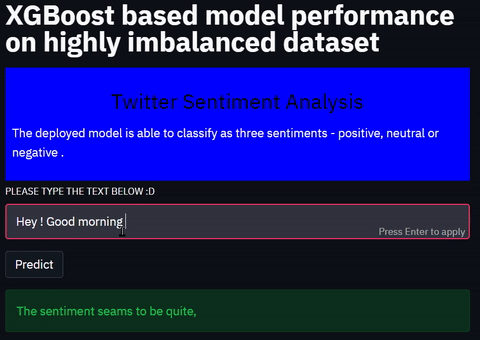 XGBoost based model performance
on highly imbalanced dataset
Twitter Sentiment Analysis
The deployed model is able to classify as three sentiments - positive, neutral or
negative .
PLEASE TYPE THE TEXT BELOW :D
Hey ! Good morning
Press Enter to apply
Predict
The sentiment seams to be quite,